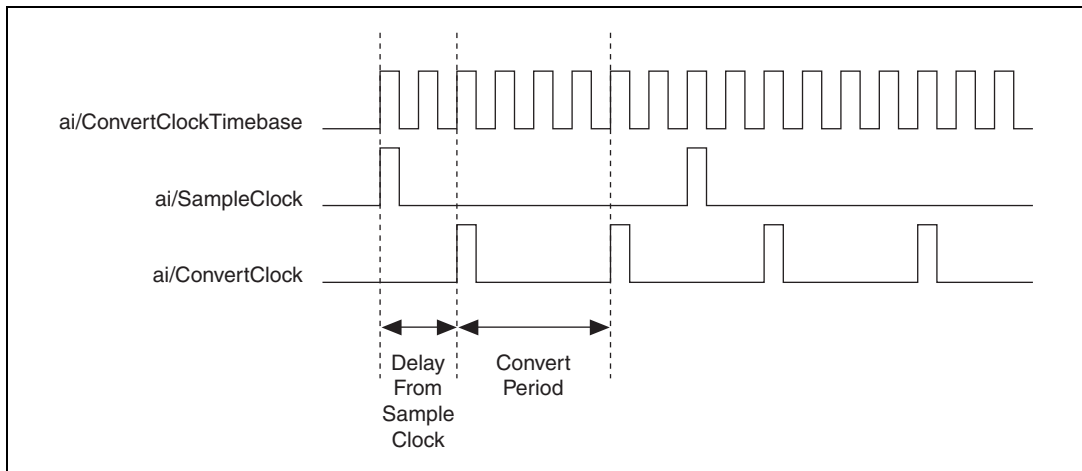 ai/ConvertClockTimebase
ai/SampleClock
ai/ConvertClock
Delay
From
Sample
Clock
Convert
Period